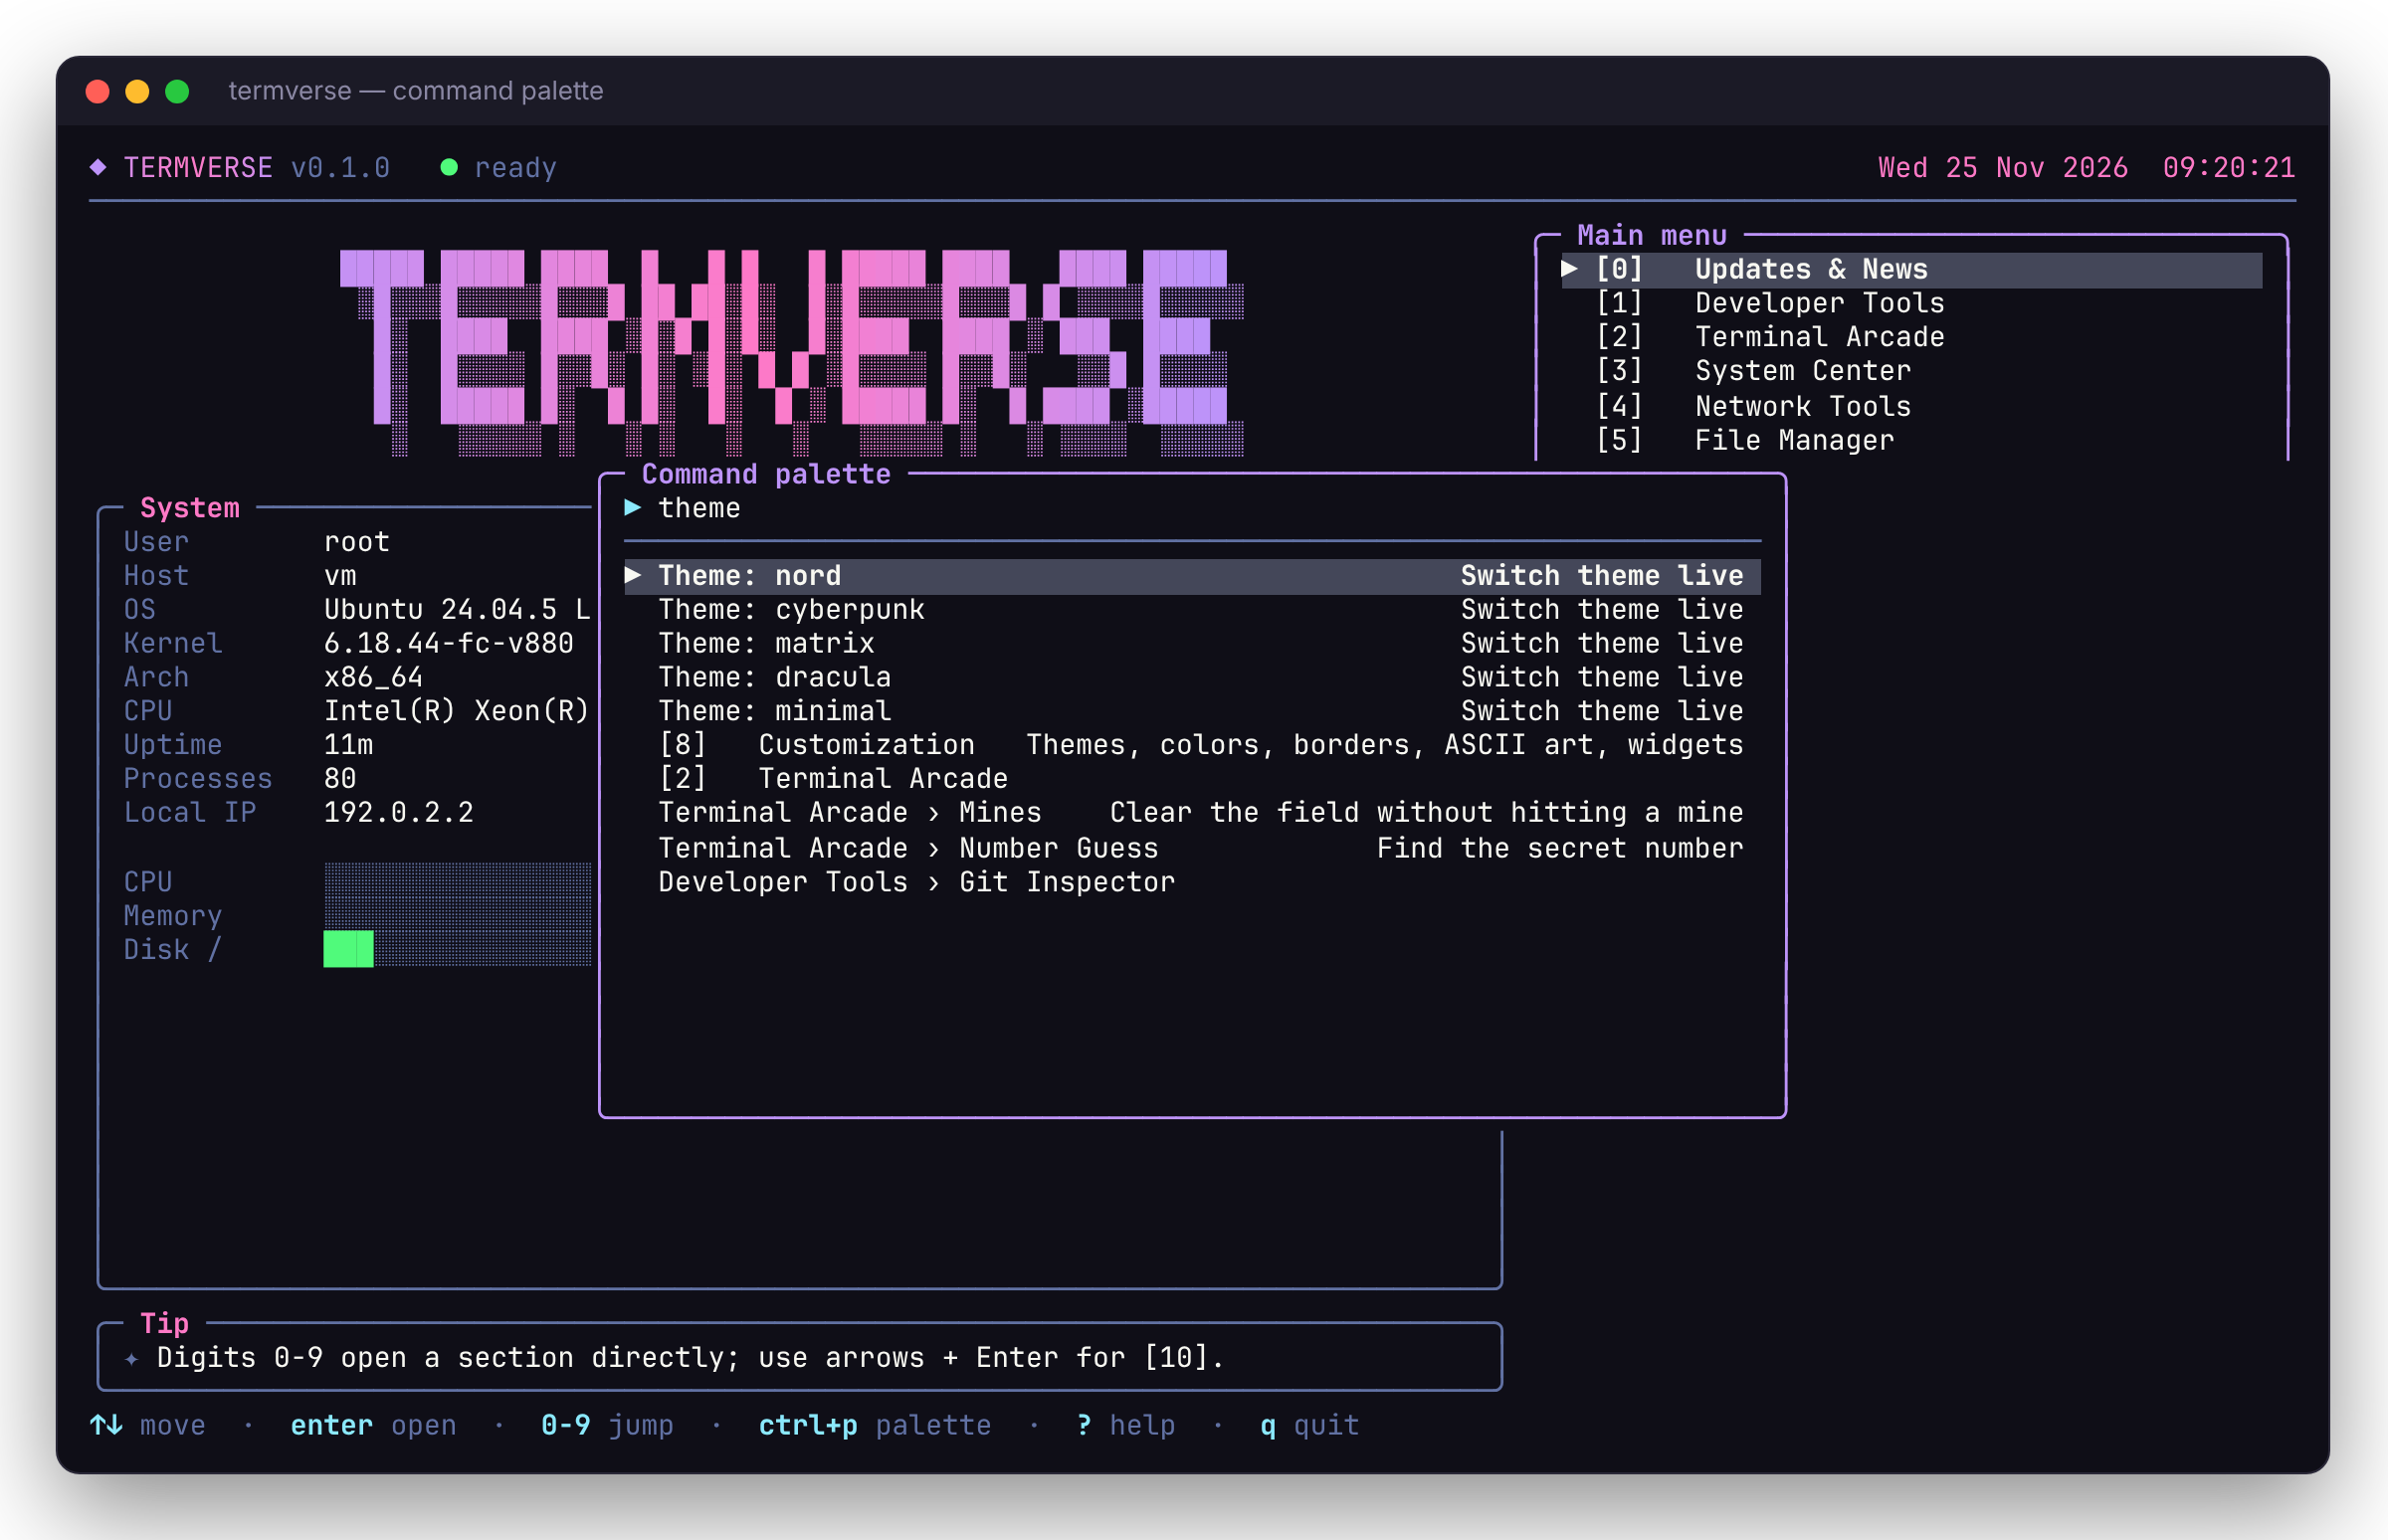 termverse — command palette
◆ TERMVERSE v0.1.0 ● ready Wed 25 Nov 2026 09:20:21
TERMVERSE
Main menu
▶ [0] Updates & News
[1] Developer Tools
[2] Terminal Arcade
[3] System Center
[4] Network Tools
[5] File Manager
System
User root
Host vm
OS Ubuntu 24.04.5 L
Kernel 6.18.44-fc-v880
Arch x86_64
CPU Intel(R) Xeon(R)
Uptime 11m
Processes 80
Local IP 192.0.2.2
CPU
Memory
Disk /
Command palette
▶ theme
▶ Theme: nord Switch theme live
Theme: cyberpunk Switch theme live
Theme: matrix Switch theme live
Theme: dracula Switch theme live
Theme: minimal Switch theme live
[8] Customization Themes, colors, borders, ASCII art, widgets
[2] Terminal Arcade
Terminal Arcade › Mines Clear the field without hitting a mine
Terminal Arcade › Number Guess Find the secret number
Developer Tools › Git Inspector
Tip
✦ Digits 0-9 open a section directly; use arrows + Enter for [10].
↑↓ move · enter open · 0-9 jump · ctrl+p palette · ? help · q quit